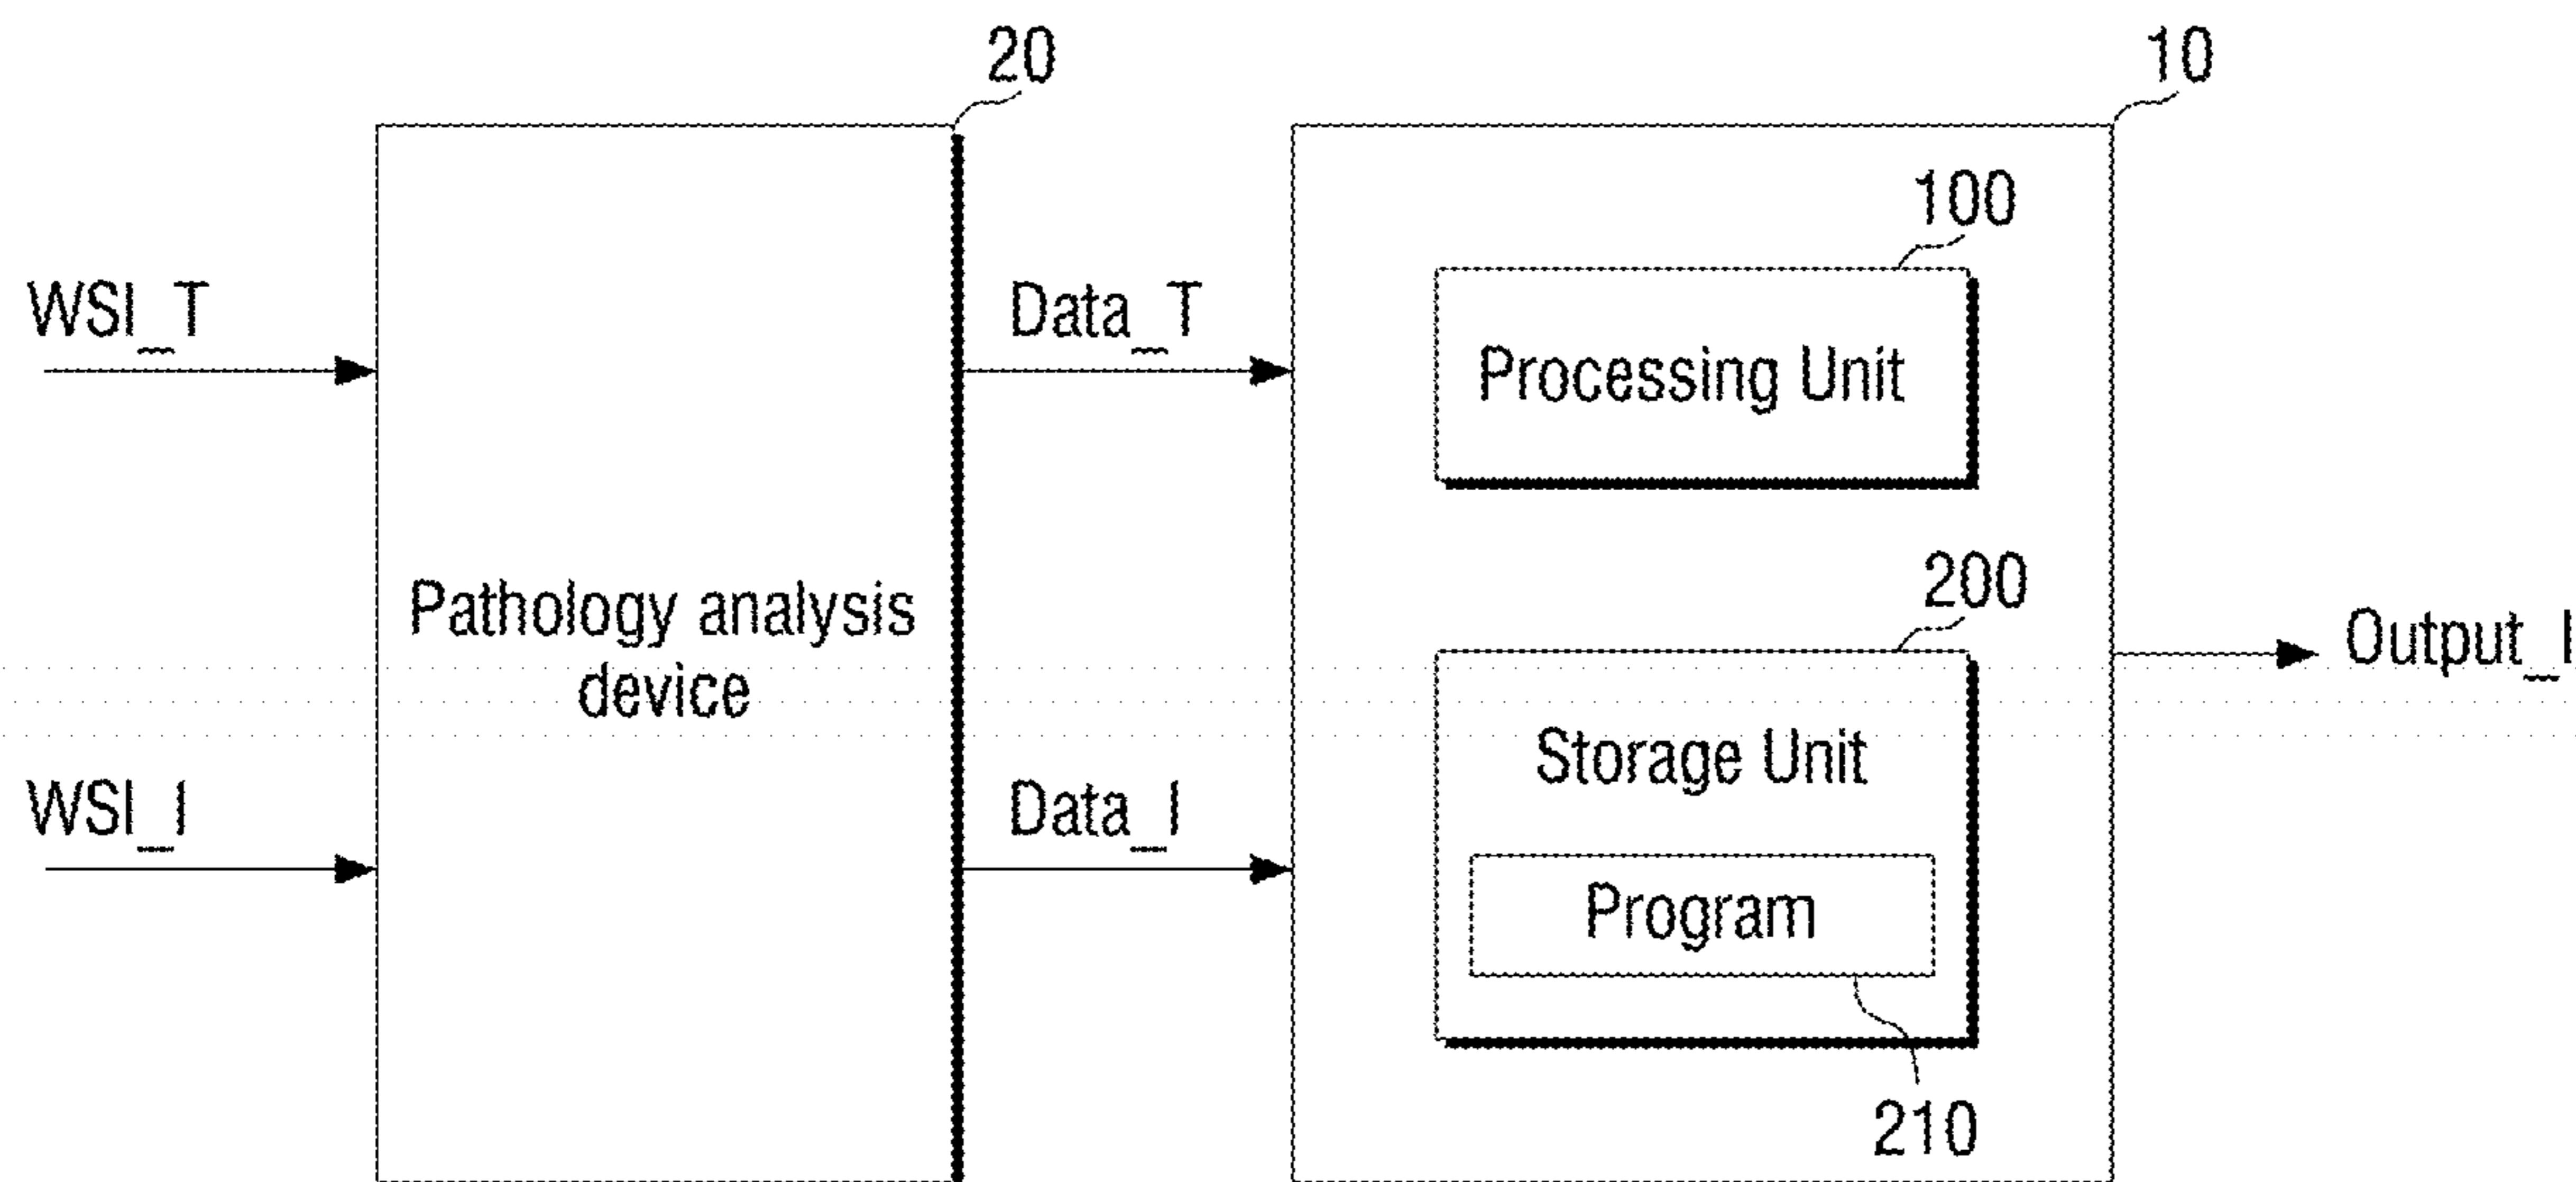 20
10
100
WSI_T
Data_T
Processing Unit
200
Pathology analysis
device
Output_I
Storage Unit
WSI_I
Data_I
Program
210